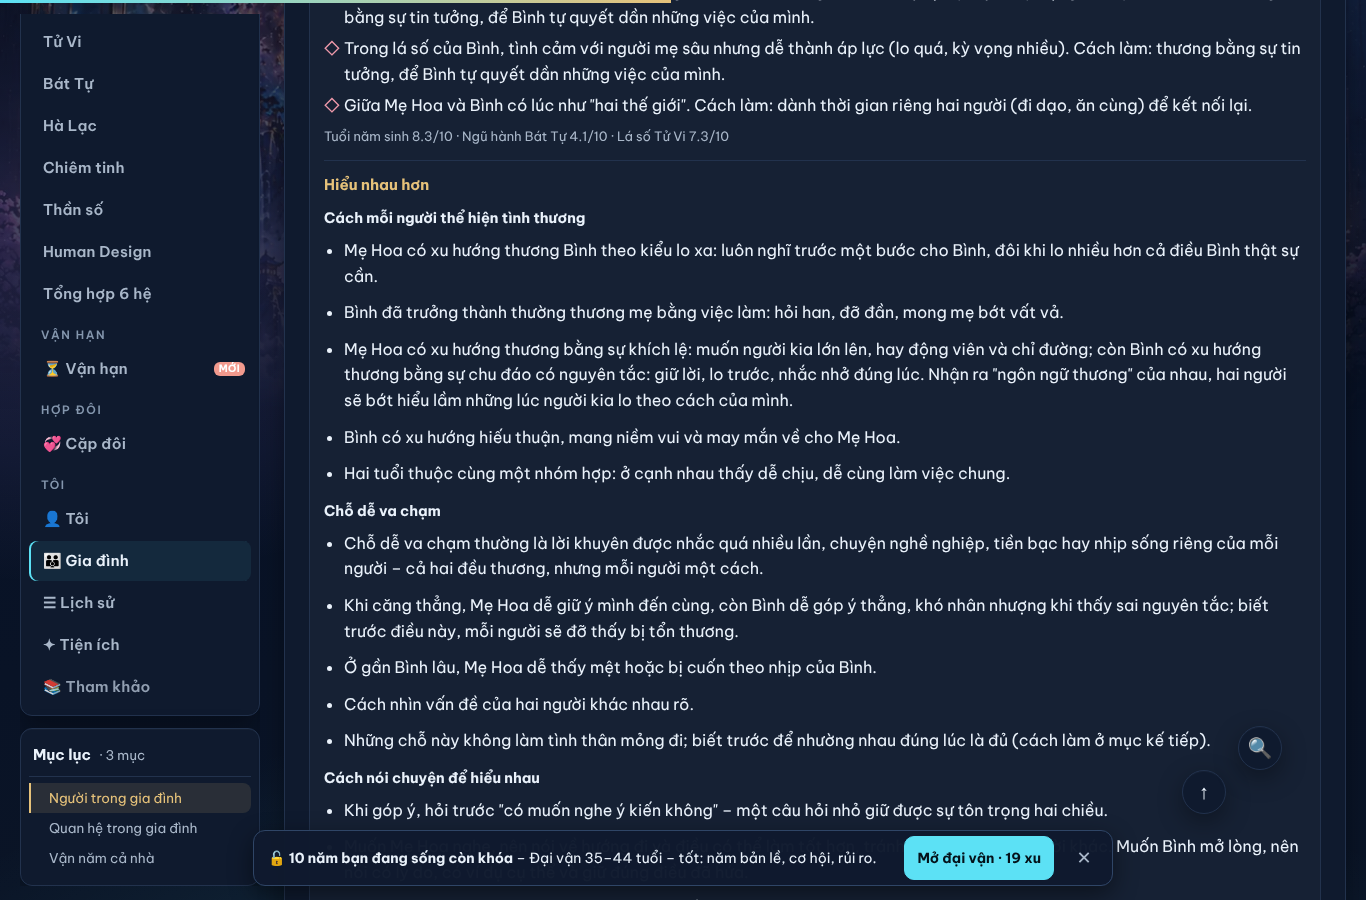 Tử Vi
Bát Tự
Hà Lạc
Chiêm tinh
Thần số
Human Design
Tổng hợp 6 hệ
VẬN HẠN
⏳ Vận hạn
MỚI
HỢP ĐÔI
💞 Cặp đôi
TÔI
👤 Tôi
👪 Gia đình
☰ Lịch sử
✦ Tiện ích
📚 Tham khảo
Mục lục · 3 mục
Người trong gia đình
Quan hệ trong gia đình
Vận năm cả nhà
bằng sự tin tưởng, để Bình tự quyết dần những việc của mình.
◇ Trong lá số của Bình, tình cảm với người mẹ sâu nhưng dễ thành áp lực (lo quá, kỳ vọng nhiều). Cách làm: thương bằng sự tin
tưởng, để Bình tự quyết dần những việc của mình.
◇ Giữa Mẹ Hoa và Bình có lúc như "hai thế giới". Cách làm: dành thời gian riêng hai người (đi dạo, ăn cùng) để kết nối lại.
Tuổi năm sinh 8.3/10 · Ngũ hành Bát Tự 4.1/10 · Lá số Tử Vi 7.3/10
Hiểu nhau hơn
Cách mỗi người thể hiện tình thương
• Mẹ Hoa có xu hướng thương Bình theo kiểu lo xa: luôn nghĩ trước một bước cho Bình, đôi khi lo nhiều hơn cả điều Bình thật sự
cần.
• Bình đã trưởng thành thường thương mẹ bằng việc làm: hỏi han, đỡ đần, mong mẹ bớt vất vả.
• Mẹ Hoa có xu hướng thương bằng sự khích lệ: muốn người kia lớn lên, hay động viên và chỉ đường; còn Bình có xu hướng
thương bằng sự chu đáo có nguyên tắc: giữ lời, lo trước, nhắc nhở đúng lúc. Nhận ra "ngôn ngữ thương" của nhau, hai người
sẽ bớt hiểu lầm những lúc người kia lo theo cách của mình.
• Bình có xu hướng hiếu thuận, mang niềm vui và may mắn về cho Mẹ Hoa.
• Hai tuổi thuộc cùng một nhóm hợp: ở cạnh nhau thấy dễ chịu, dễ cùng làm việc chung.
Chỗ dễ va chạm
• Chỗ dễ va chạm thường là lời khuyên được nhắc quá nhiều lần, chuyện nghề nghiệp, tiền bạc hay nhịp sống riêng của mỗi
người – cả hai đều thương, nhưng mỗi người một cách.
• Khi căng thẳng, Mẹ Hoa dễ giữ ý mình đến cùng, còn Bình dễ góp ý thẳng, khó nhân nhượng khi thấy sai nguyên tắc; biết
trước điều này, mỗi người sẽ đỡ thấy bị tổn thương.
• Ở gần Bình lâu, Mẹ Hoa dễ thấy mệt hoặc bị cuốn theo nhịp của Bình.
• Cách nhìn vấn đề của hai người khác nhau rõ.
• Những chỗ này không làm tình thân mỏng đi; biết trước để nhường nhau đúng lúc là đủ (cách làm ở mục kế tiếp).
Cách nói chuyện để hiểu nhau
• Khi góp ý, hỏi trước "có muốn nghe ý kiến không" – một câu hỏi nhỏ giữ được sự tôn trọng hai chiều.
Muốn Bình mở lòng, nên
🔓 10 năm bạn đang sống còn khóa – Đại vận 35–44 tuổi – tốt: năm bản lề, cơ hội, rủi ro.
Mở đại vận · 19 xu
✕
↑